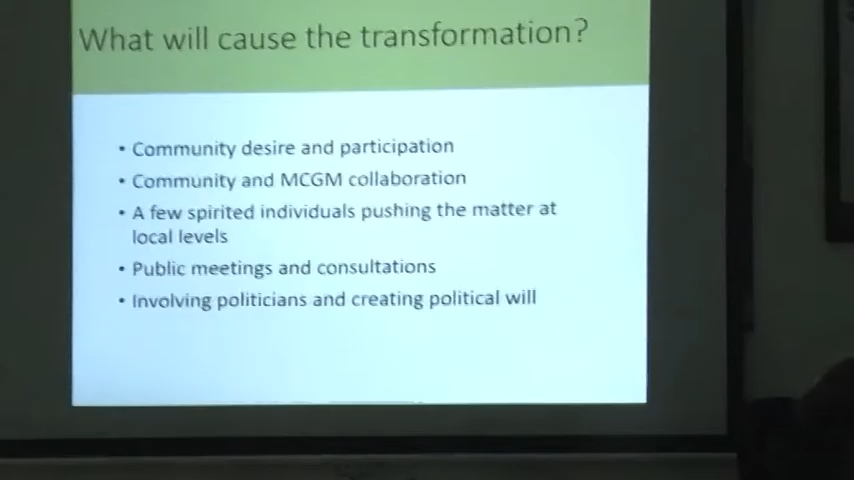 What will cause the transformation?
• Community desire and participation
• Community and MCGM collaboration
• A few spirited individuals pushing the matter at
local levels
• Public meetings and consultations
• Involving politicians and creating political will